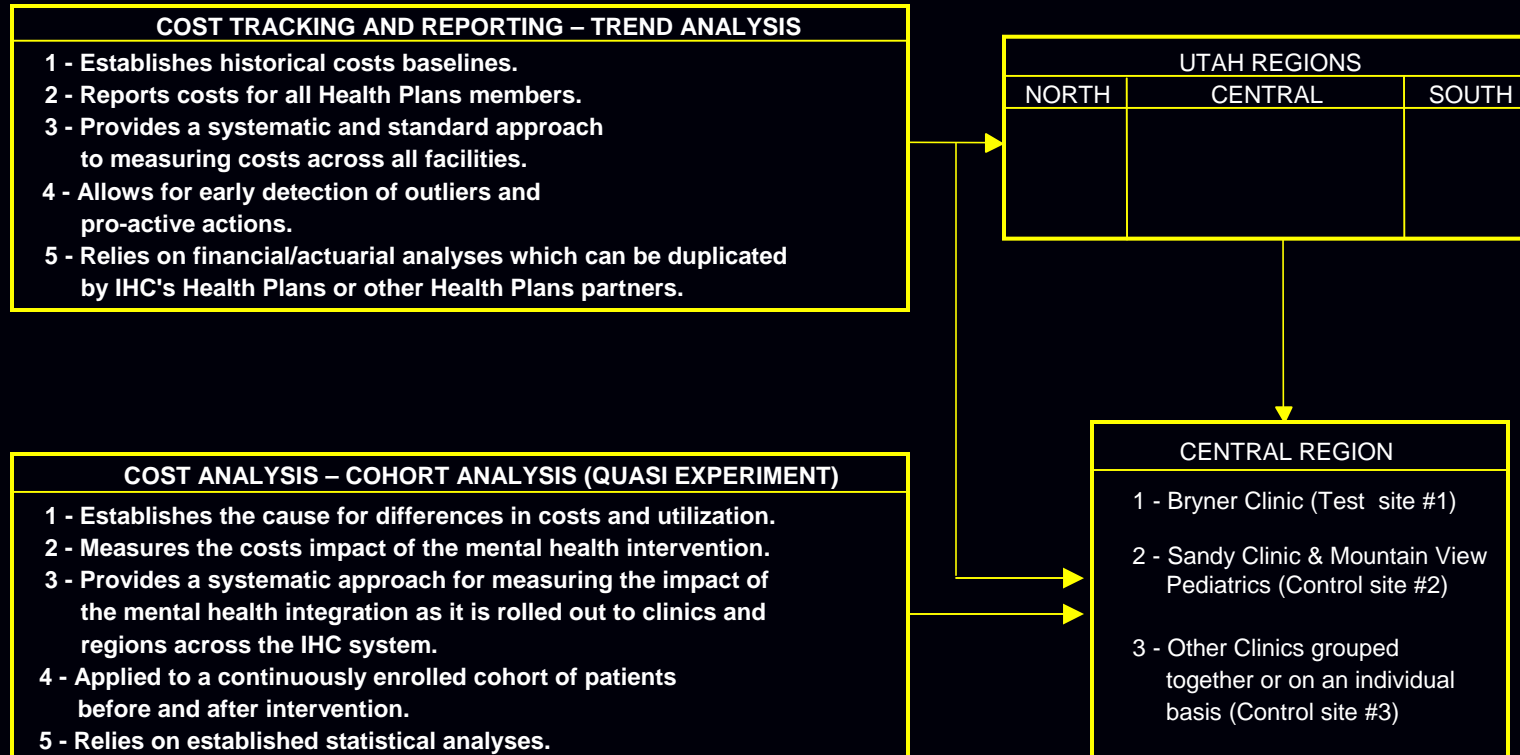 COST TRACKING AND REPORTING – TREND ANALYSIS
1 - Establishes historical costs baselines.
2 - Reports costs for all Health Plans members.
3 - Provides a systematic and standard approach
to measuring costs across all facilities.
4 - Allows for early detection of outliers and
pro-active actions.
5 - Relies on financial/actuarial analyses which can be duplicated
by IHC's Health Plans or other Health Plans partners.
UTAH REGIONS
NORTH CENTRAL SOUTH
COST ANALYSIS – COHORT ANALYSIS (QUASI EXPERIMENT)
1 - Establishes the cause for differences in costs and utilization.
2 - Measures the costs impact of the mental health intervention.
3 - Provides a systematic approach for measuring the impact of
the mental health integration as it is rolled out to clinics and
regions across the IHC system.
4 - Applied to a continuously enrolled cohort of patients
before and after intervention.
5 - Relies on established statistical analyses.
CENTRAL REGION
1 - Bryner Clinic (Test site #1)
2 - Sandy Clinic & Mountain View
Pediatrics (Control site #2)
3 - Other Clinics grouped
together or on an individual
basis (Control site #3)